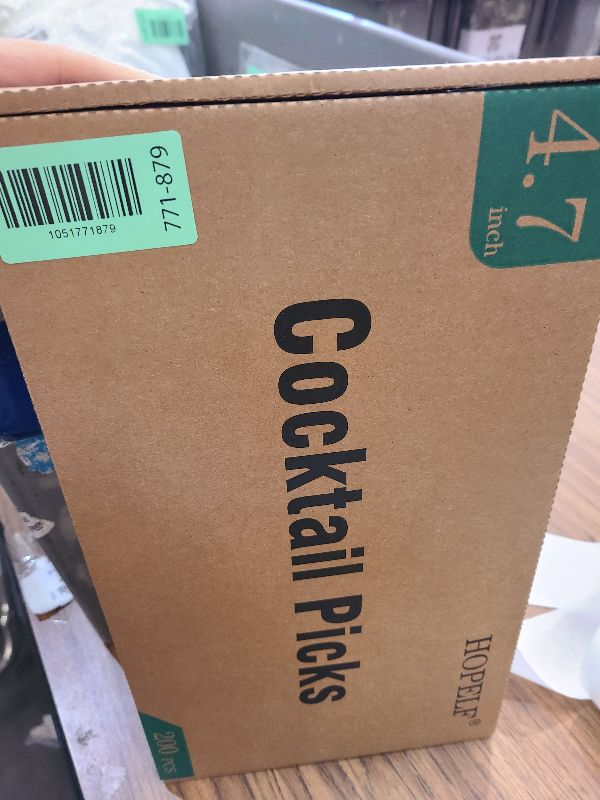 1051771879
771-879
4.7
inch
Cocktail Picks
HOPELF®
200 PCS